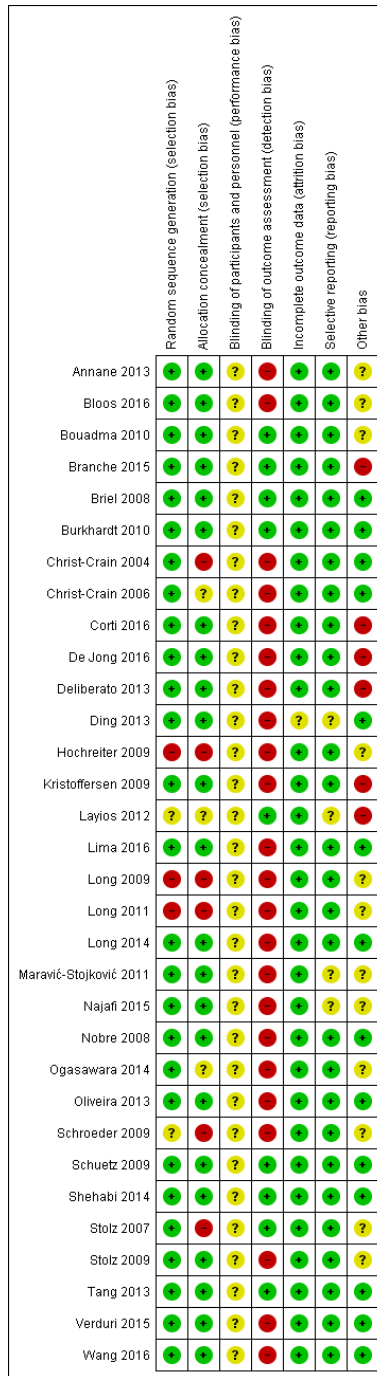 Random sequence generation (selection bias)
Allocation concealment (selection bias)
Blinding of participants and personnel (performance bias)
Blinding of outcome assessment (detection bias)
Incomplete outcome data (attrition bias)
Selective reporting (reporting bias)
Other bias
Annane 2013 + + ? - + + ?
Bloos 2016 + + ? - + + ?
Bouadma 2010 + + ? + + + ?
Branche 2015 + + ? + + + -
Briel 2008 + + ? + + + +
Burkhardt 2010 + + ? + + + +
Christ-Crain 2004 + - ? - + + +
Christ-Crain 2006 + ? ? - + + +
Corti 2016 + + ? - + + -
De Jong 2016 + + ? - + + -
Deliberato 2013 + + ? - + + -
Ding 2013 + + ? - ? ? +
Hochreiter 2009 - - ? - + + ?
Kristoffersen 2009 + + ? - + + -
Layios 2012 ? ? ? + + ? -
Lima 2016 + + ? - + + +
Long 2009 - - ? - + + ?
Long 2011 - - ? - + + ?
Long 2014 + + ? - + + +
Maravić-Stojković 2011 + + ? - + ? ?
Najafi 2015 + + ? - + ? ?
Nobre 2008 + + ? - + + +
Ogasawara 2014 + ? ? - + + ?
Oliveira 2013 + + ? - + + +
Schroeder 2009 ? - ? - + + ?
Schuetz 2009 + + ? + + + +
Shehabi 2014 + + ? + + + +
Stolz 2007 + - ? + + + ?
Stolz 2009 + + ? - + + ?
Tang 2013 + + ? + + + +
Verduri 2015 + + ? - + + +
Wang 2016 + + ? - + + +